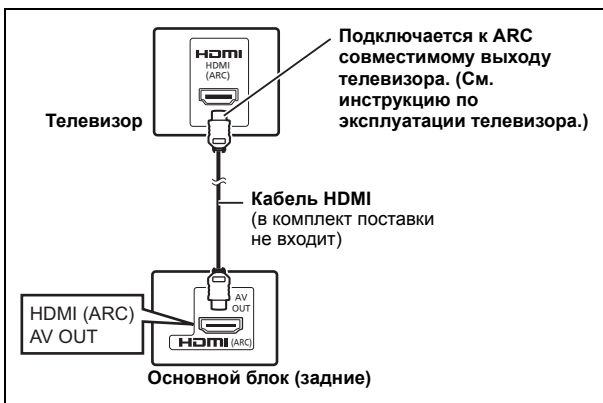 HDMI
HDMI
(ARC)
Телевизор
Подключается к ARC
совместимому выходу
телевизора. (См.
инструкцию по
эксплуатации телевизора.)
Кабель HDMI
(в комплект поставки
не входит)
HDMI (ARC)
AV OUT
AV
OUT
HDMI (ARC)
Основной блок (задние)